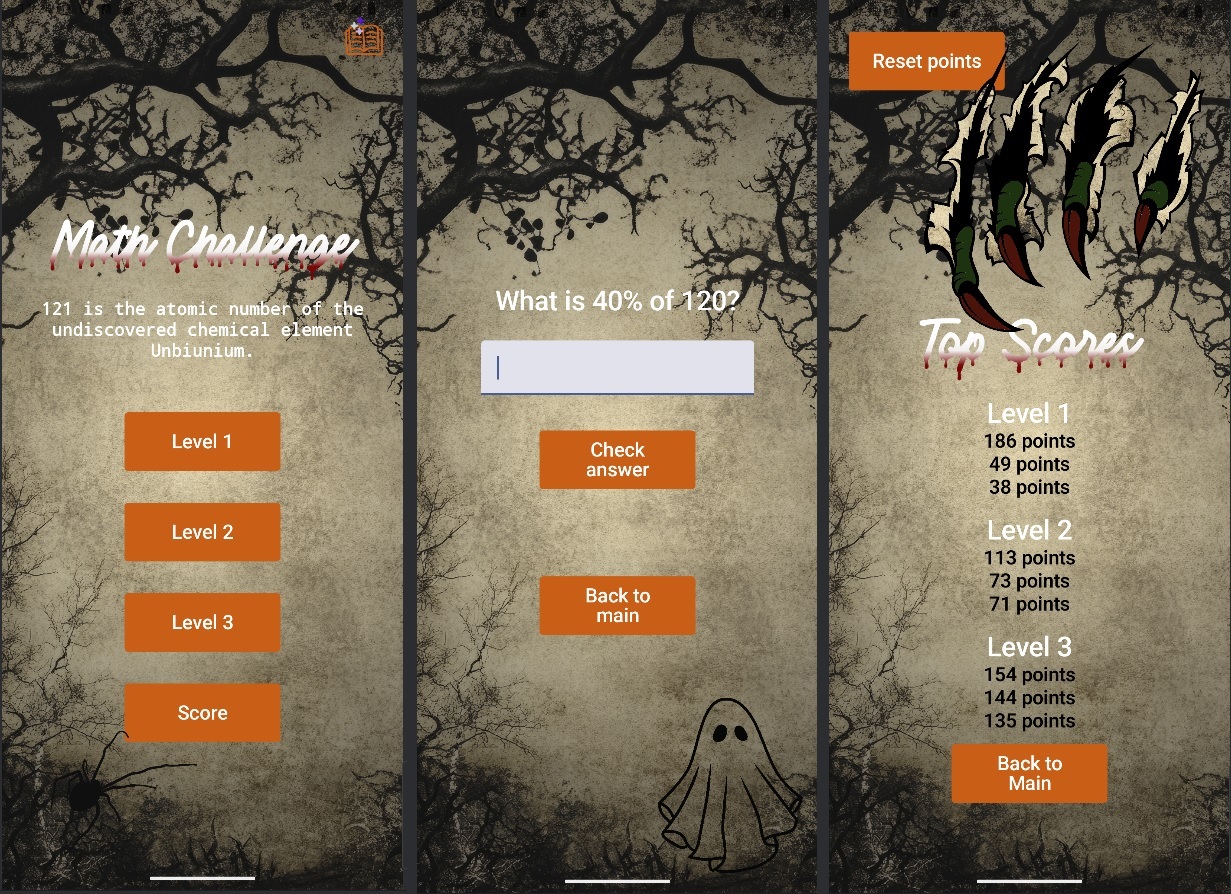 Math Challenge
121 is the atomic number of the
undiscovered chemical element
Unbiunium.
Level 1
Level 2
Level 3
Score
What is 40% of 120?
Check
answer
Back to
main
Reset points
Top Scores
Level 1
186 points
49 points
38 points
Level 2
113 points
73 points
71 points
Level 3
154 points
144 points
135 points
Back to
Main